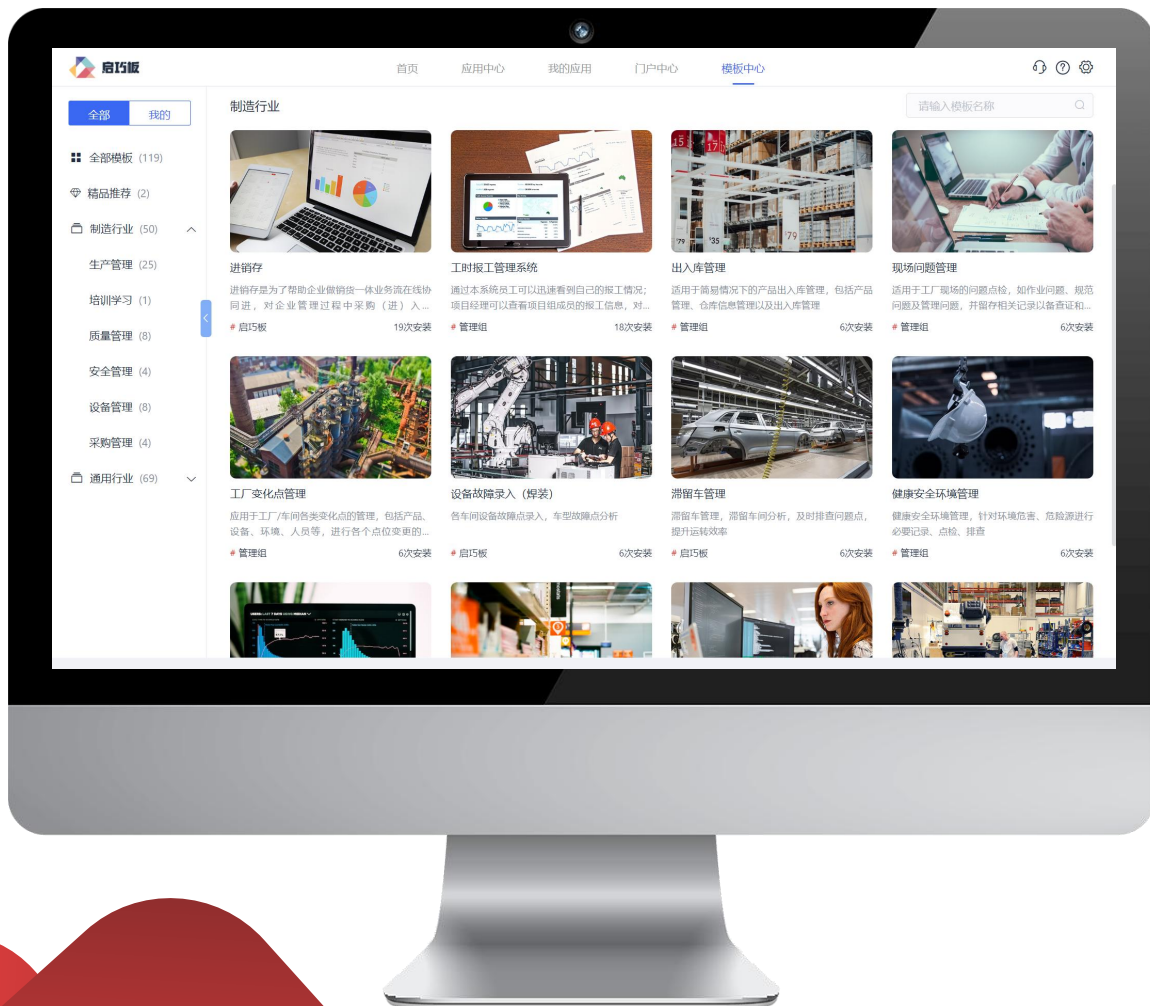 启巧板
首页
应用中心
我的应用
门户中心
模板中心
全部
我的
全部模板 (119)
精品推荐 (2)
制造行业 (50)
生产管理 (25)
培训学习 (1)
质量管理 (8)
安全管理 (4)
设备管理 (8)
采购管理 (4)
通用行业 (69)
制造行业
请输入模板名称
进销存
进销存是为了帮助企业做销货一体业务流在线协
同进，对企业管理过程中采购（进）入...
# 启巧板
19次安装
工时报工管理系统
通过本系统员工可以迅速看到自己的报工情况;
项目经理可以查看项目组成员的报工信息，对...
# 管理组
18次安装
15
17
79
35
79
出入库管理
适用于简易情况下的产品出入库管理，包括产品
管理、仓库信息管理以及出入库管理
# 管理组
6次安装
现场问题管理
适用于工厂现场的问题点检，如作业问题、规范
问题及管理问题，并留存相关记录以备查证和...
# 管理组
6次安装
工厂变化点管理
应用于工厂/车间各类变化点的管理，包括产品、
设备、环境、人员等，进行各个点位变更的...
# 管理组
6次安装
设备故障录入（焊装）
各车间设备故障点录入，车型故障点分析
# 启巧板
6次安装
滞留车管理
滞留车管理，滞留车间分析，及时排查问题点，
提升运转效率
# 启巧板
6次安装
健康安全环境管理
健康安全环境管理，针对环境危害、危险源进行
必要记录、点检、排查
# 管理组
6次安装